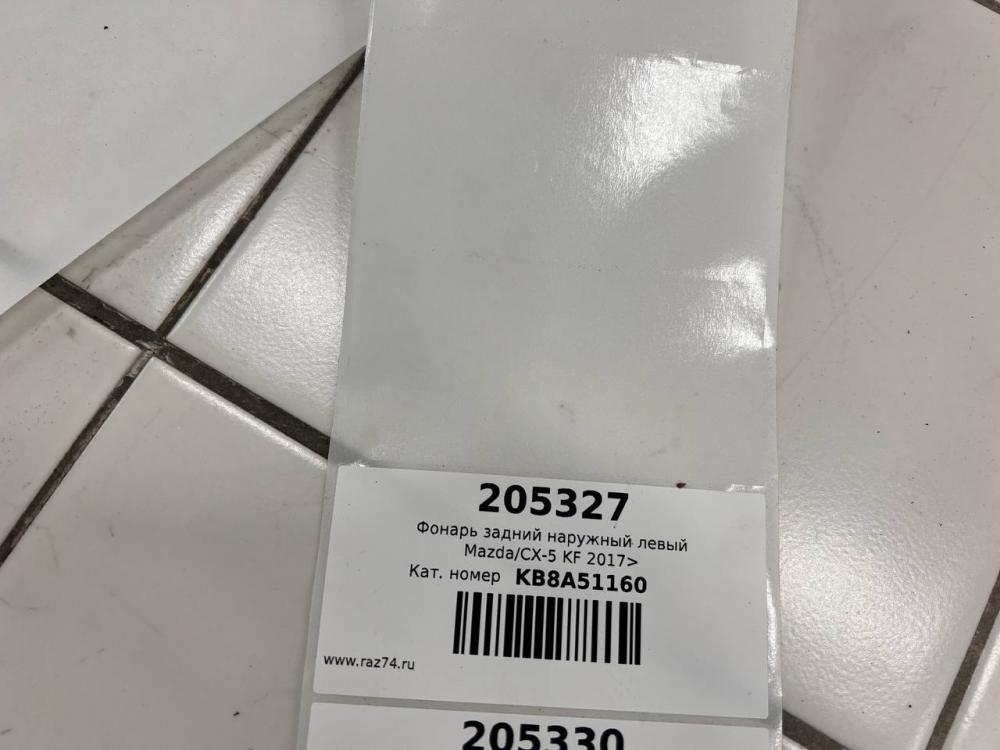 205327
Фонарь задний наружный левый
Mazda/CX-5 KF 2017>
Кат. номер KB8A51160
www.raz74.ru
205330